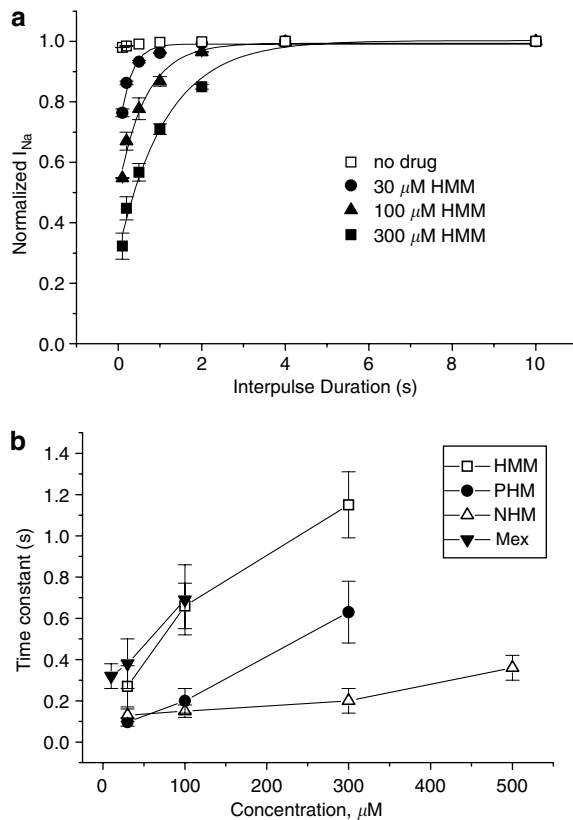 a
1.0
0.8
0.6
0.4
0.2
0.0
Normalized I_Na
no drug
30 μM HMM
100 μM HMM
300 μM HMM
0 2 4 6 8 10
Interpulse Duration (s)
b
1.4
1.2
1.0
0.8
0.6
0.4
0.2
0.0
Time constant (s)
HMM
PHM
NHM
Mex
0 100 200 300 400 500
Concentration, μM